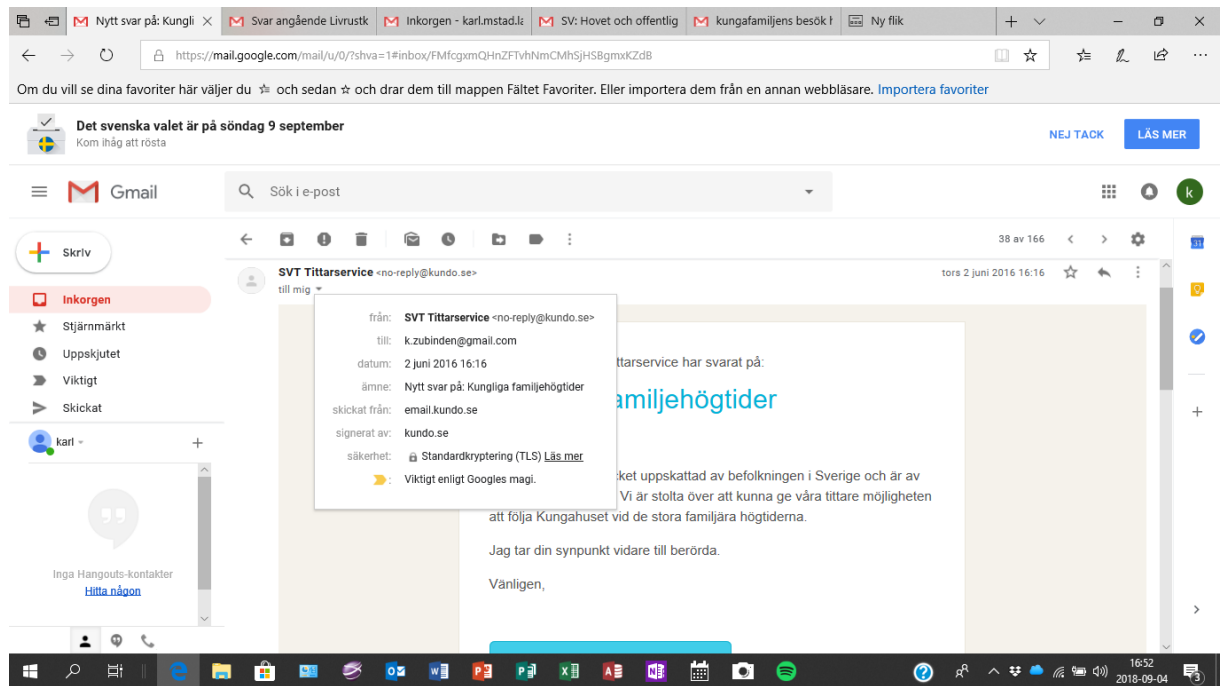 Nytt svar på: Kungli
Svar angående Livrustk
Inkorgen - karl.mstad.la
SV: Hovet och offentlig
kungafamiljens besök h
Ny flik
https://mail.google.com/mail/u/0/?shva=1#inbox/FMfcgxmQHnZFTvhNmCMhSjHSBgmxKZdB
Om du vill se dina favoriter här väljer du och sedan och drar dem till mappen Fältet Favoriter. Eller importera dem från en annan webbläsare. Importera favoriter
Det svenska valet är på söndag 9 september
Kom ihåg att rösta
NEJ TACK
LÄS MER
Gmail
Sök i e-post
k
Skriv
38 av 166
31
SVT Tittarservice <no-reply@kundo.se>
tors 2 juni 2016 16:16
till mig
Inkorgen
Stjärnmärkt
Uppskjutet
Viktigt
Skickat
karl
Inga Hangouts-kontakter
Hitta någon
från: SVT Tittarservice <no-reply@kundo.se>
till: k.zubinden@gmail.com
datum: 2 juni 2016 16:16
ämne: Nytt svar på: Kungliga familjehögtider
skickat från: email.kundo.se
signerat av: kundo.se
säkerhet: Standardkryptering (TLS) Läs mer
: Viktigt enligt Googles magi.
ttarservice har svarat på:
amiljehögtider
ket uppskattad av befolkningen i Sverige och är av
Vi är stolta över att kunna ge våra tittare möjligheten
att följa Kungahuset vid de stora familjära högtiderna.
Jag tar din synpunkt vidare till berörda.
Vänligen,
16:52
2018-09-04